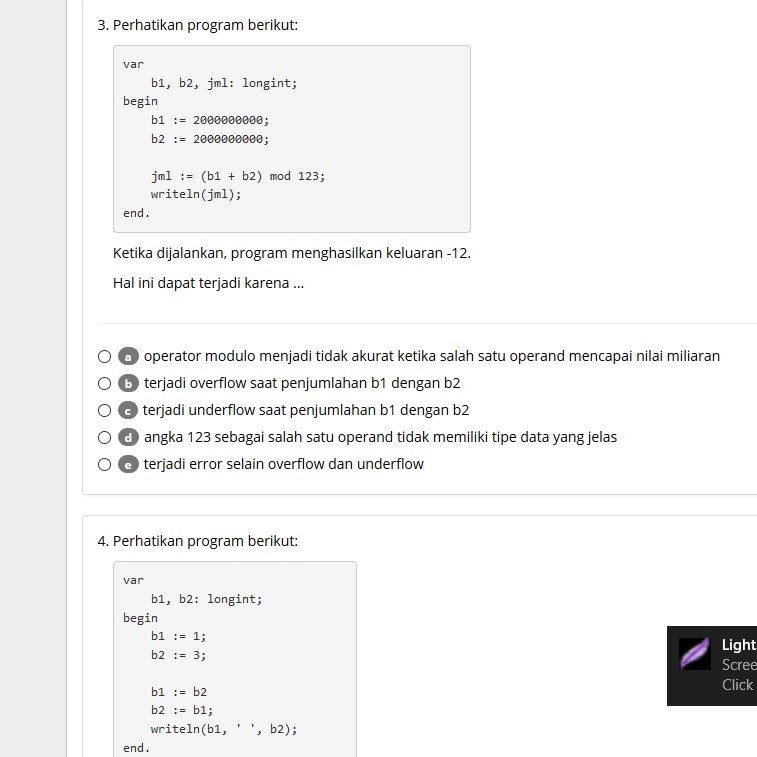 3. Perhatikan program berikut:
var
b1, b2, jml: longint;
begin
b1 := 2000000000;
b2 := 2000000000;
jml := (b1 + b2) mod 123;
writeln(jml);
end.
Ketika dijalankan, program menghasilkan keluaran -12.
Hal ini dapat terjadi karena ...
a operator modulo menjadi tidak akurat ketika salah satu operand mencapai nilai miliaran
b terjadi overflow saat penjumlahan b1 dengan b2
c terjadi underflow saat penjumlahan b1 dengan b2
d angka 123 sebagai salah satu operand tidak memiliki tipe data yang jelas
e terjadi error selain overflow dan underflow
4. Perhatikan program berikut:
var
b1, b2: longint;
begin
b1 := 1;
b2 := 3;
b1 := b2
b2 := b1;
writeln(b1, ' ', b2);
end.
Light
Scree
Click